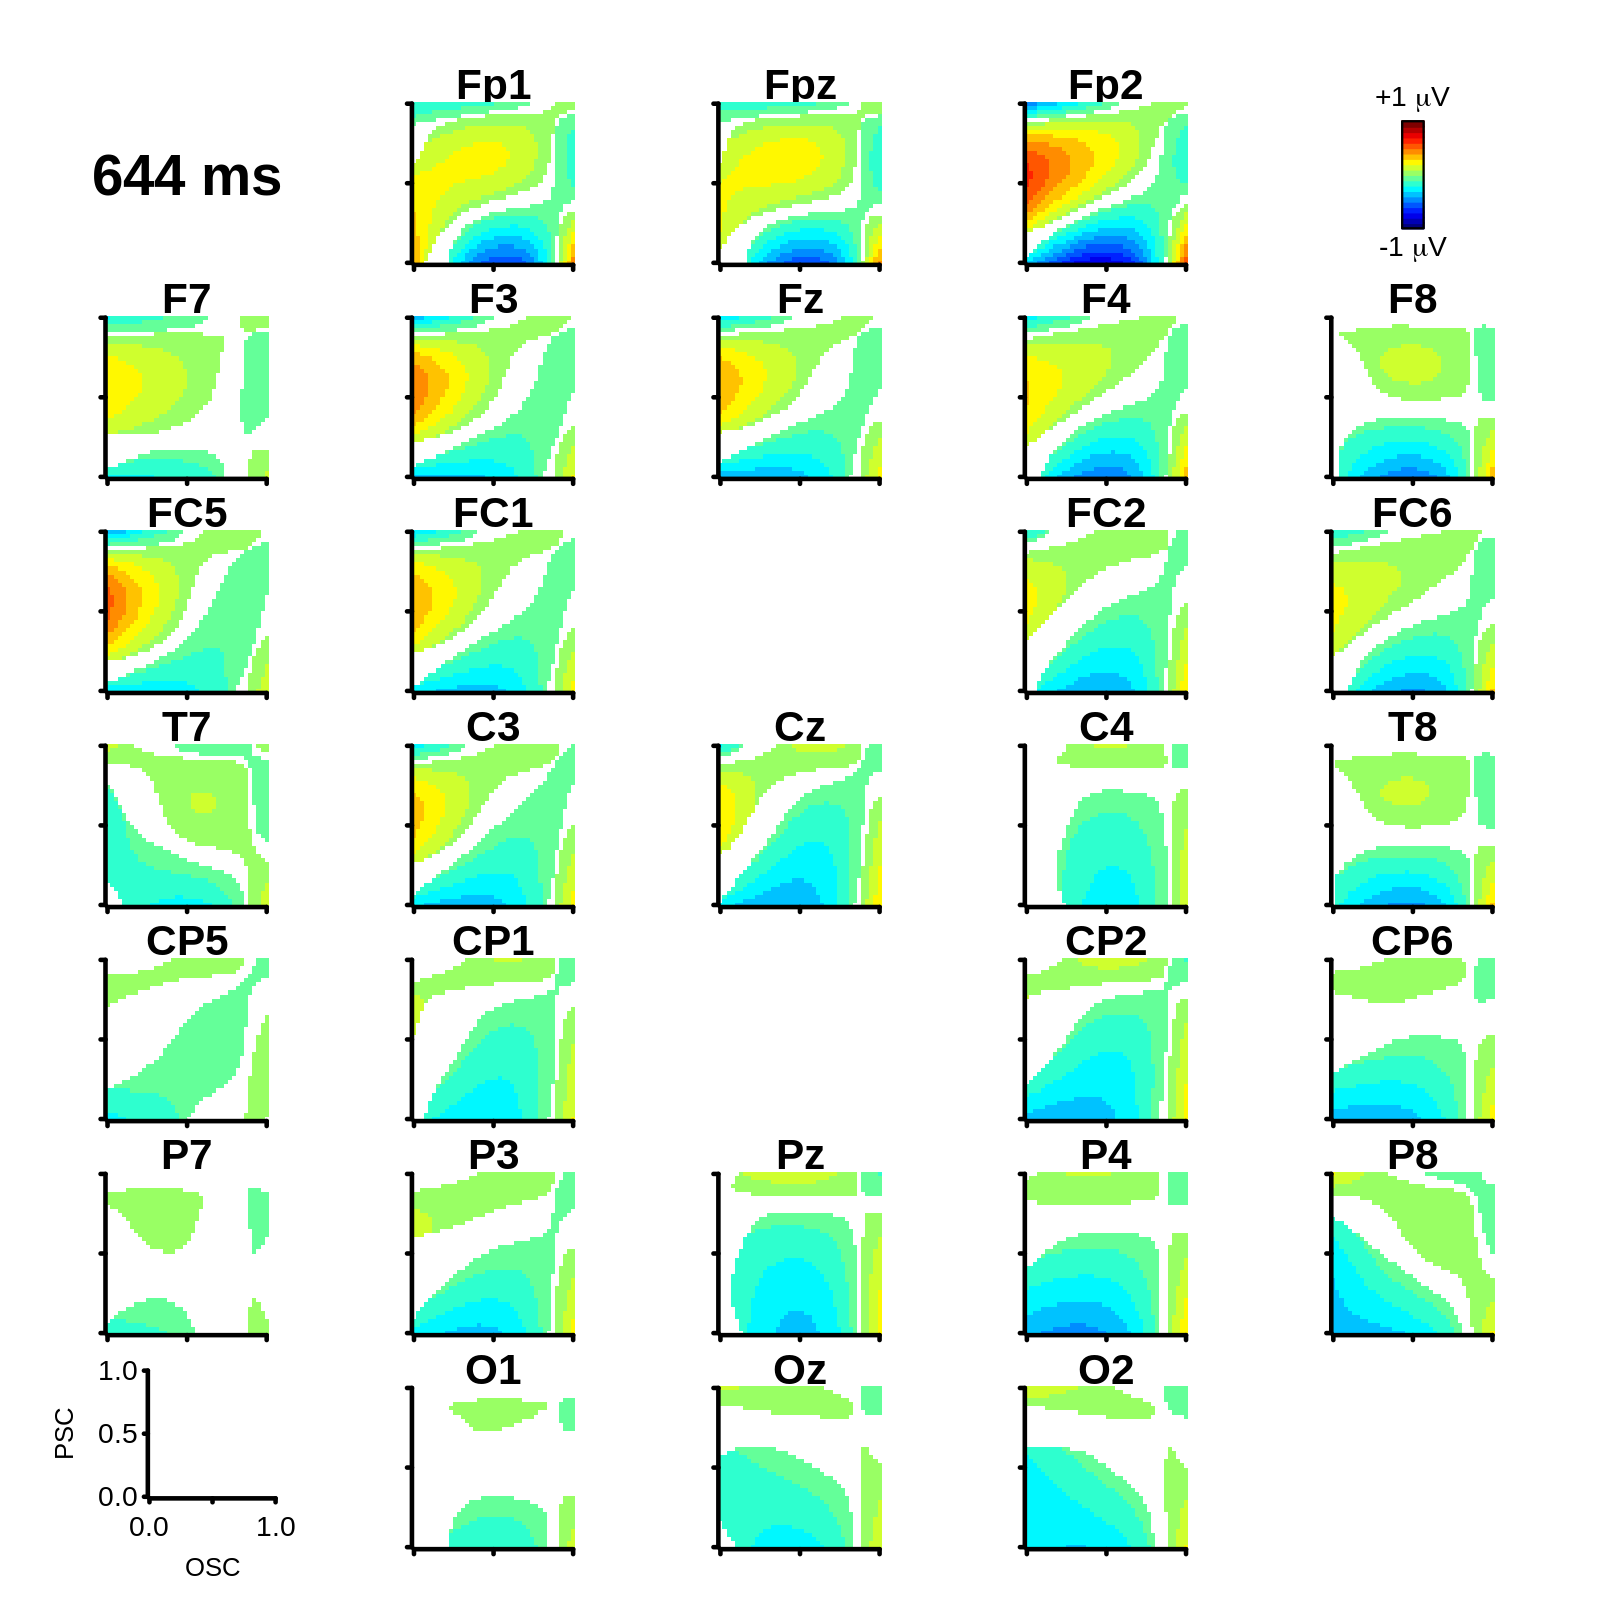 Fp1 Fpz Fp2
+1 μV
644 ms
-1 μV
F7 F3 Fz F4 F8
FC5 FC1 FC2 FC6
T7 C3 Cz C4 T8
CP5 CP1 CP2 CP6
P7 P3 Pz P4 P8
O1 Oz O2
1.0
PSC
0.5
0.0
0.0 1.0
OSC